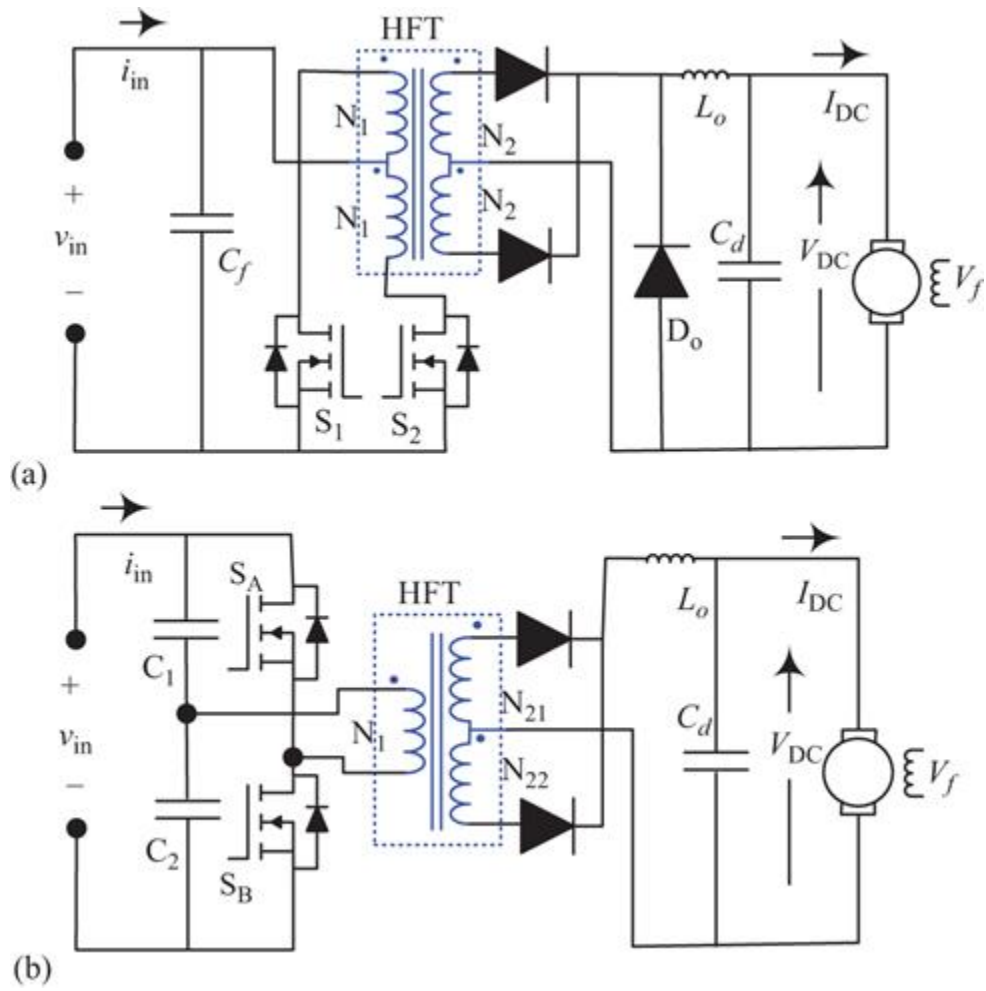 HFT
i_in
N_1
N_2
L_o
I_DC
+
v_in
−
C_f
N_1
N_2
C_d
V_DC
V_f
D_o
S_1
S_2
(a)
i_in
S_A
HFT
L_o
I_DC
+
C_1
v_in
−
N_1
N_21
C_d
V_DC
V_f
N_22
C_2
S_B
(b)